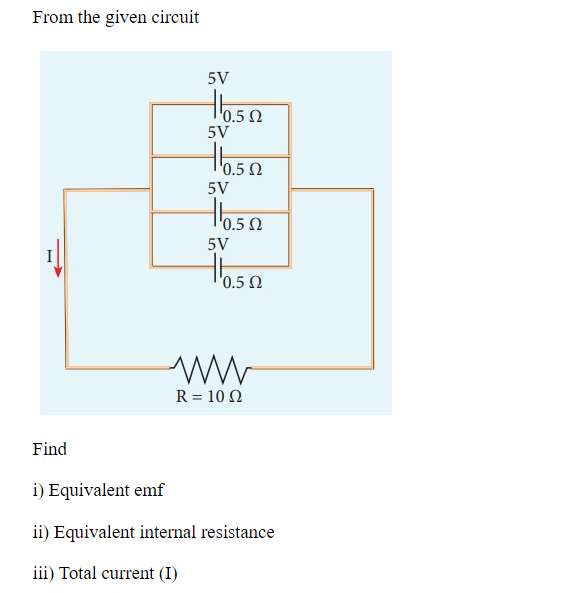 From the given circuit
5V
0.5 Ω
5V
0.5 Ω
5V
0.5 Ω
5V
0.5 Ω
I
R = 10 Ω
Find
i) Equivalent emf
ii) Equivalent internal resistance
iii) Total current (I)